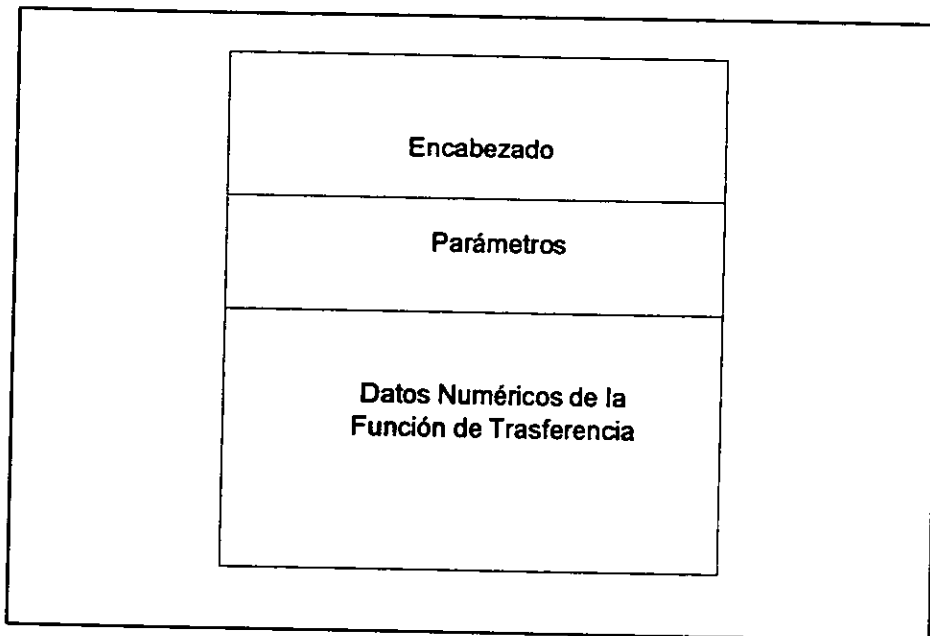 Encabezado
Parámetros
Datos Numéricos de la
Función de Trasferencia